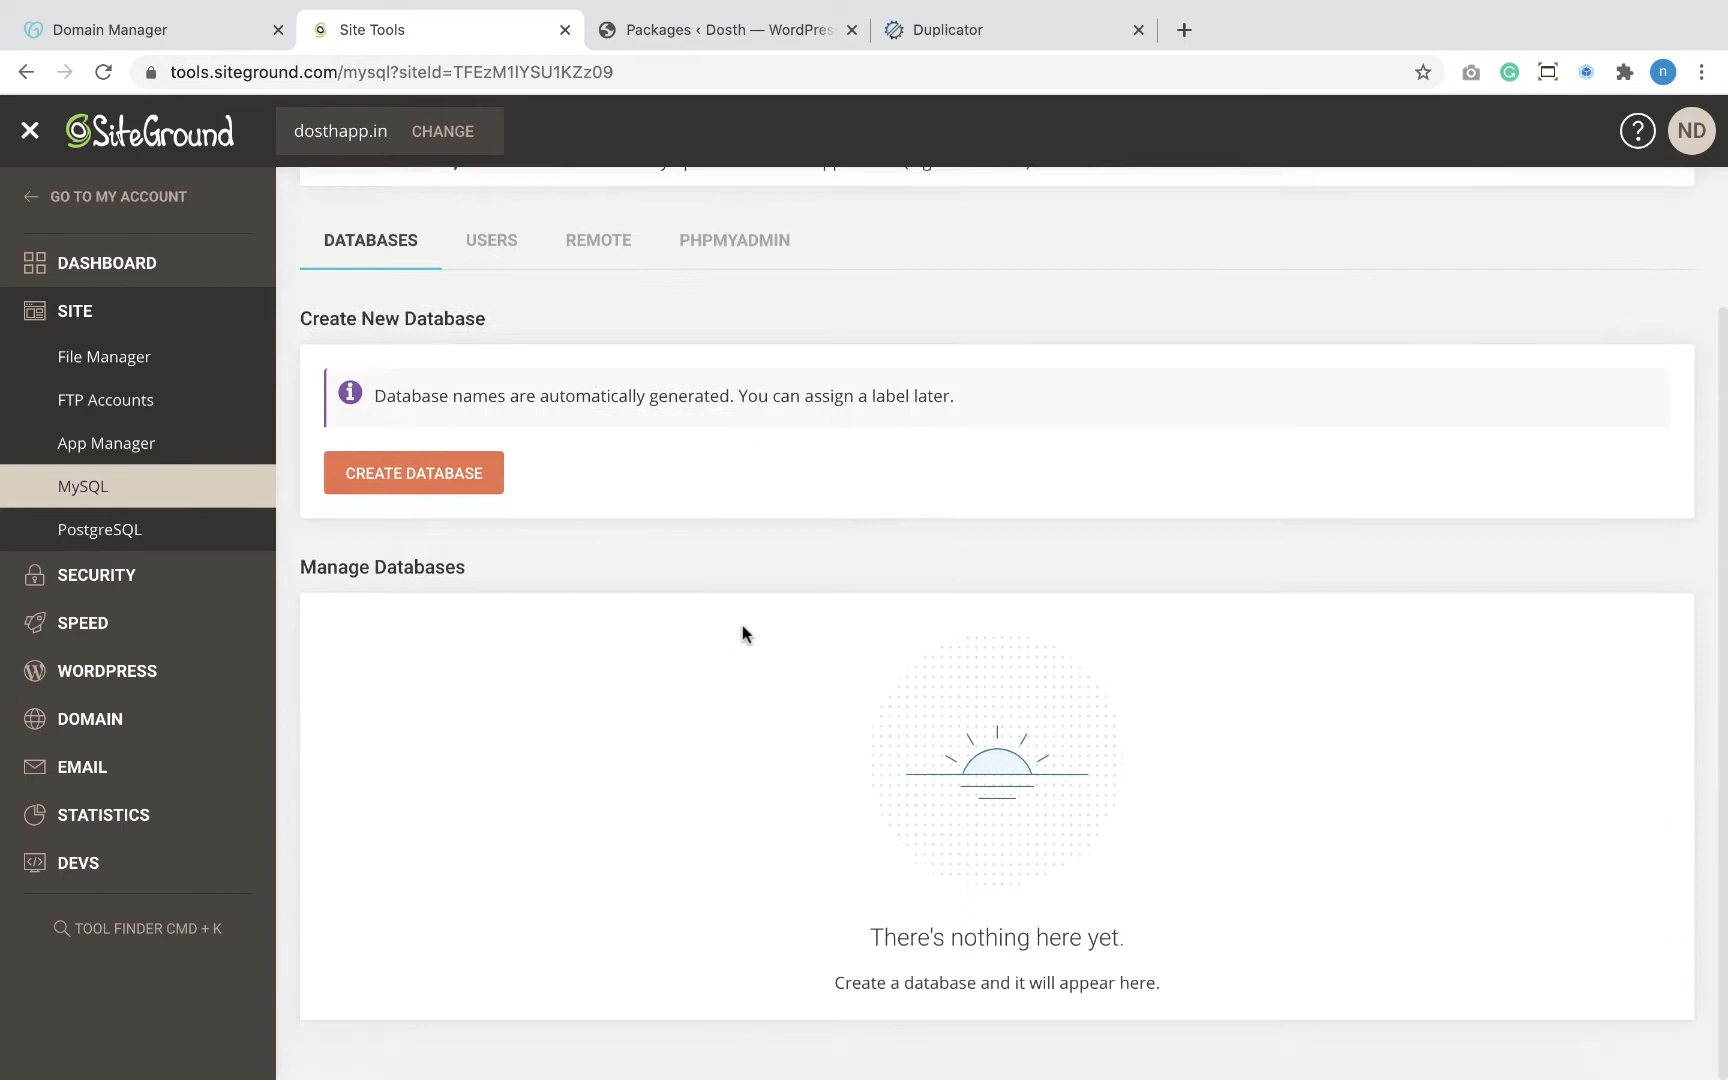 Domain Manager
Site Tools
Packages ‹ Dosth — WordPres
Duplicator
tools.siteground.com/mysql?siteId=TFEzM1lYSU1KZz09
n
SiteGround
dosthapp.in CHANGE
?
ND
GO TO MY ACCOUNT
DASHBOARD
SITE
File Manager
FTP Accounts
App Manager
MySQL
PostgreSQL
SECURITY
SPEED
WORDPRESS
DOMAIN
EMAIL
STATISTICS
DEVS
TOOL FINDER CMD + K
DATABASES USERS REMOTE PHPMYADMIN
Create New Database
Database names are automatically generated. You can assign a label later.
CREATE DATABASE
Manage Databases
There's nothing here yet.
Create a database and it will appear here.